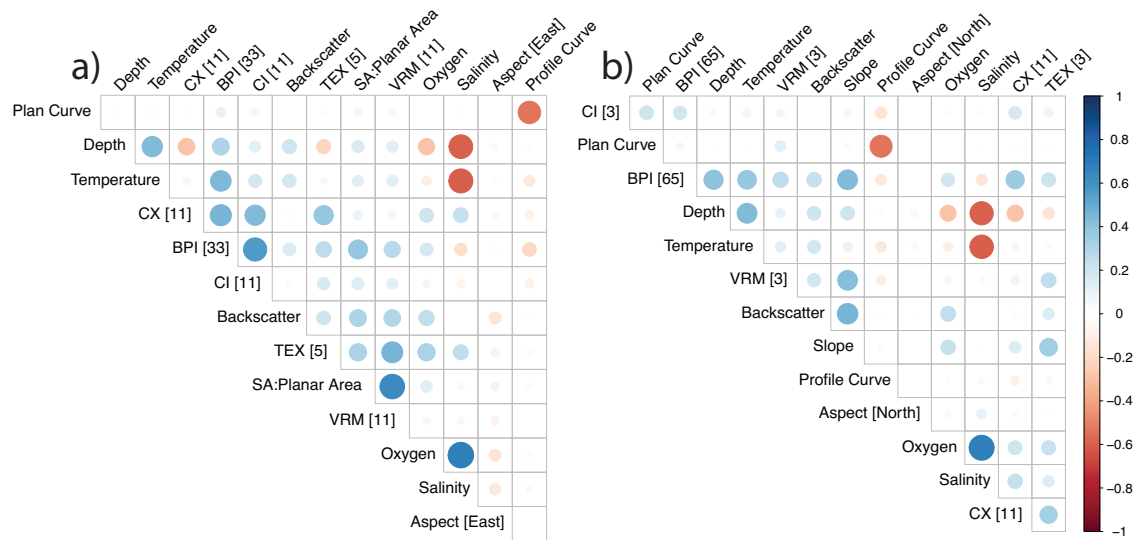 a)
Depth
Temperature
CX [11]
BPI [33]
CI [11]
Backscatter
TEX [5]
SA:Planar Area
VRM [11]
Oxygen
Salinity
Aspect [East]
Profile Curve
Plan Curve
Depth
Temperature
CX [11]
BPI [33]
CI [11]
Backscatter
TEX [5]
SA:Planar Area
VRM [11]
Oxygen
Salinity
Aspect [East]
b)
Plan Curve
BPI [65]
Depth
Temperature
VRM [3]
Backscatter
Slope
Profile Curve
Aspect [North]
Oxygen
Salinity
CX [11]
TEX [3]
CI [3]
Plan Curve
BPI [65]
Depth
Temperature
VRM [3]
Backscatter
Slope
Profile Curve
Aspect [North]
Oxygen
Salinity
CX [11]
1
0.8
0.6
0.4
0.2
0
−0.2
−0.4
−0.6
−0.8
−1